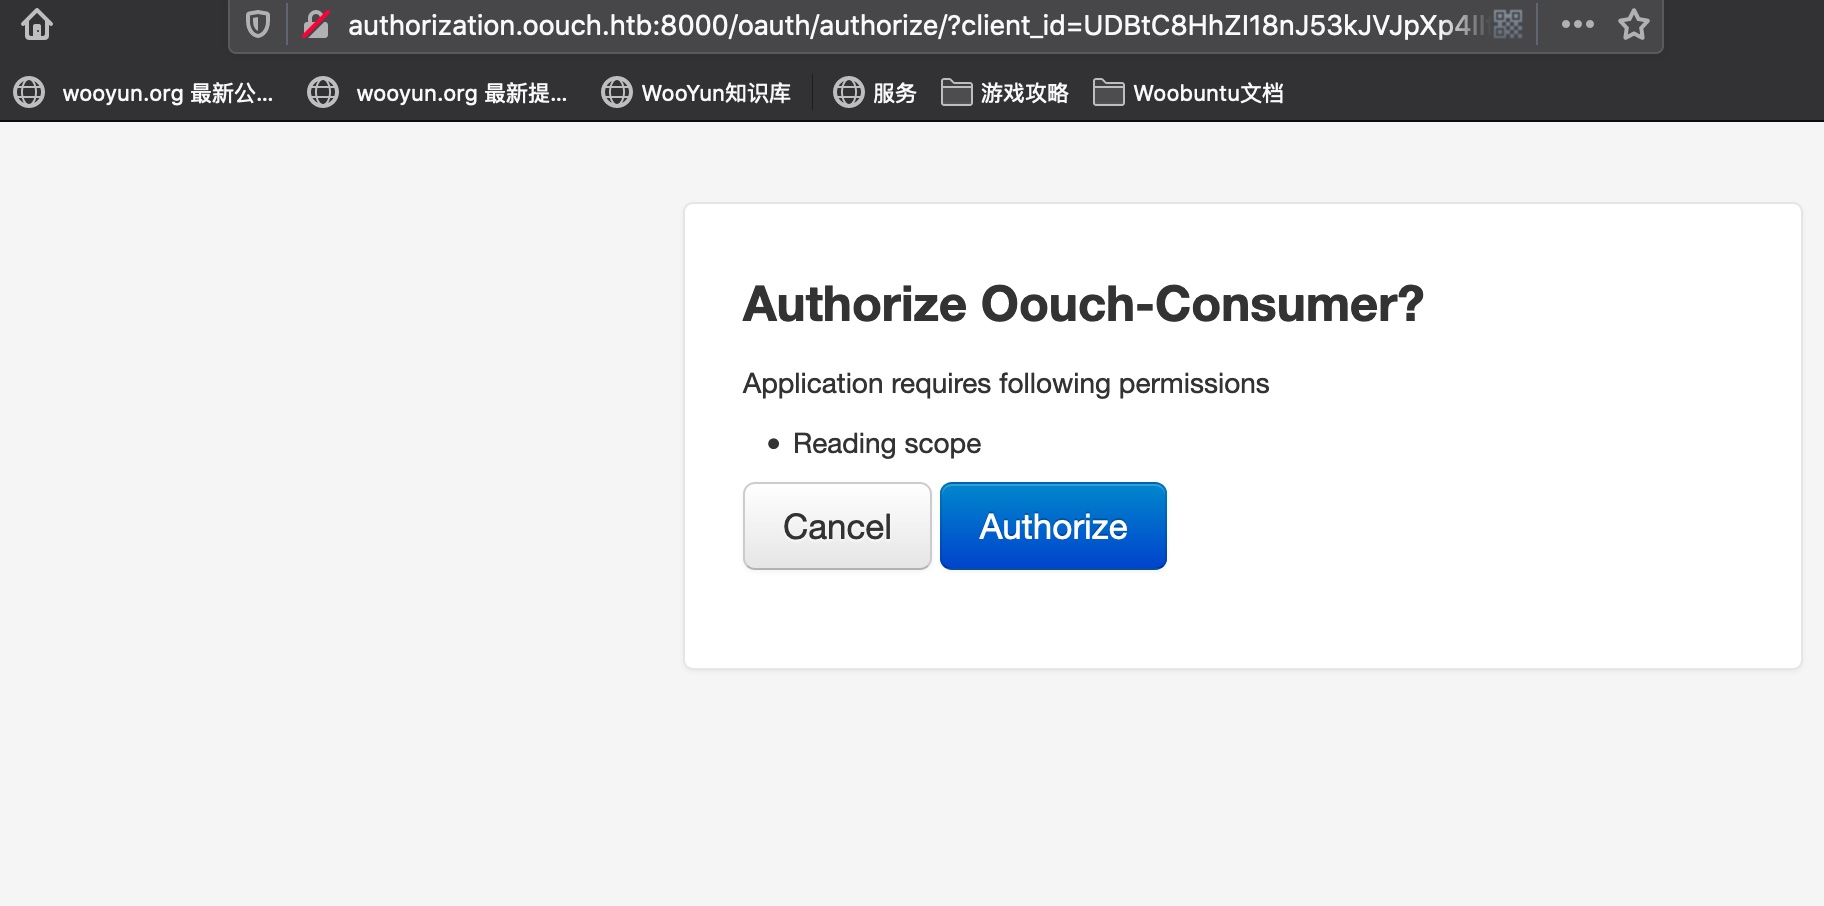 authorization.oouch.htb:8000/oauth/authorize/?client_id=UDBtC8HhZI18nJ53kJVJpXp4II
wooyun.org 最新公... wooyun.org 最新提... WooYun知识库 服务 游戏攻略 Woobuntu文档
Authorize Oouch-Consumer?
Application requires following permissions
• Reading scope
Cancel Authorize